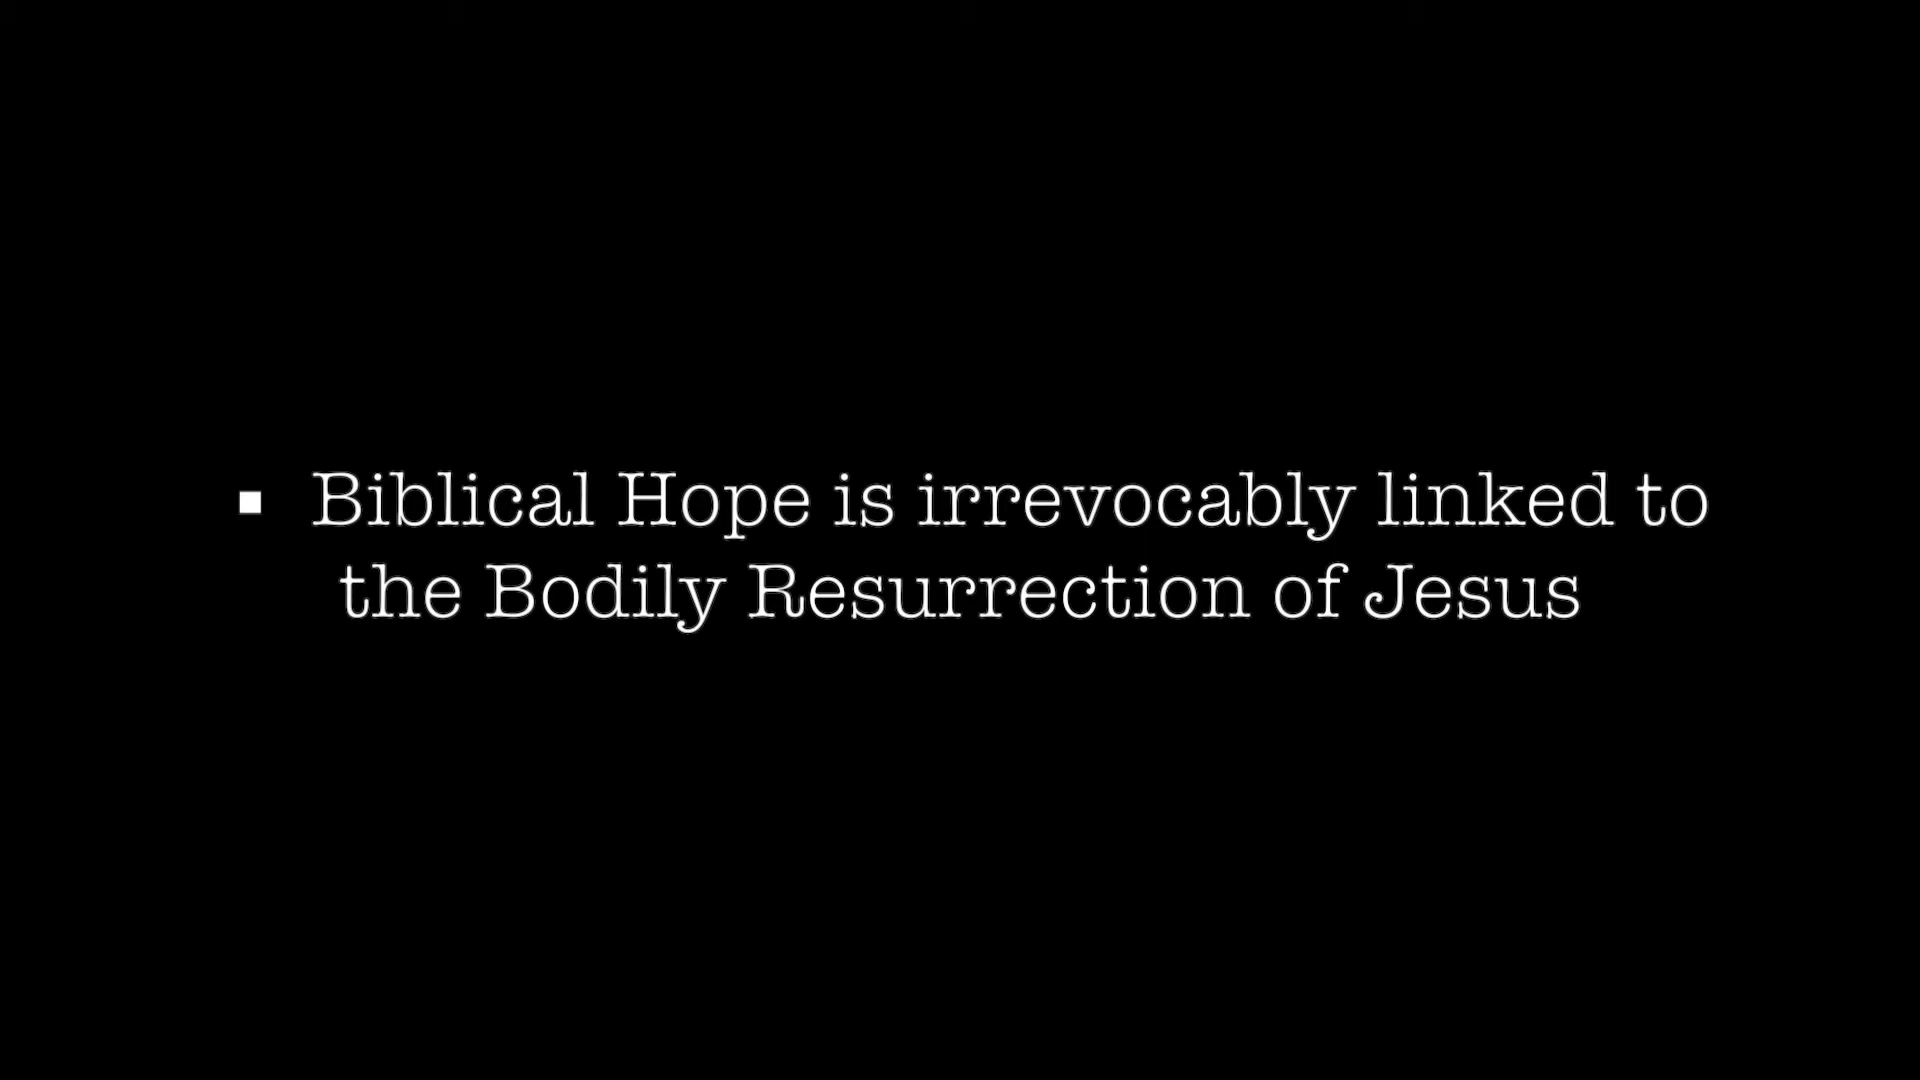 ▪ Biblical Hope is irrevocably linked to
the Bodily Resurrection of Jesus